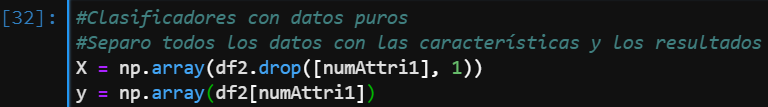 [32]: #Clasificadores con datos puros
#Separo todos los datos con las características y los resultados
X = np.array(df2.drop([numAttri1], 1))
y = np.array(df2[numAttri1])